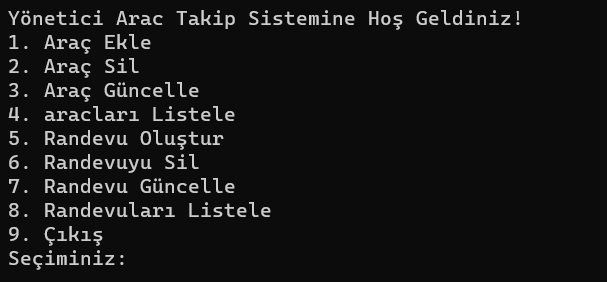 Yönetici Arac Takip Sistemine Hoş Geldiniz!
1. Araç Ekle
2. Araç Sil
3. Araç Güncelle
4. aracları Listele
5. Randevu Oluştur
6. Randevuyu Sil
7. Randevu Güncelle
8. Randevuları Listele
9. Çıkış
Seçiminiz: